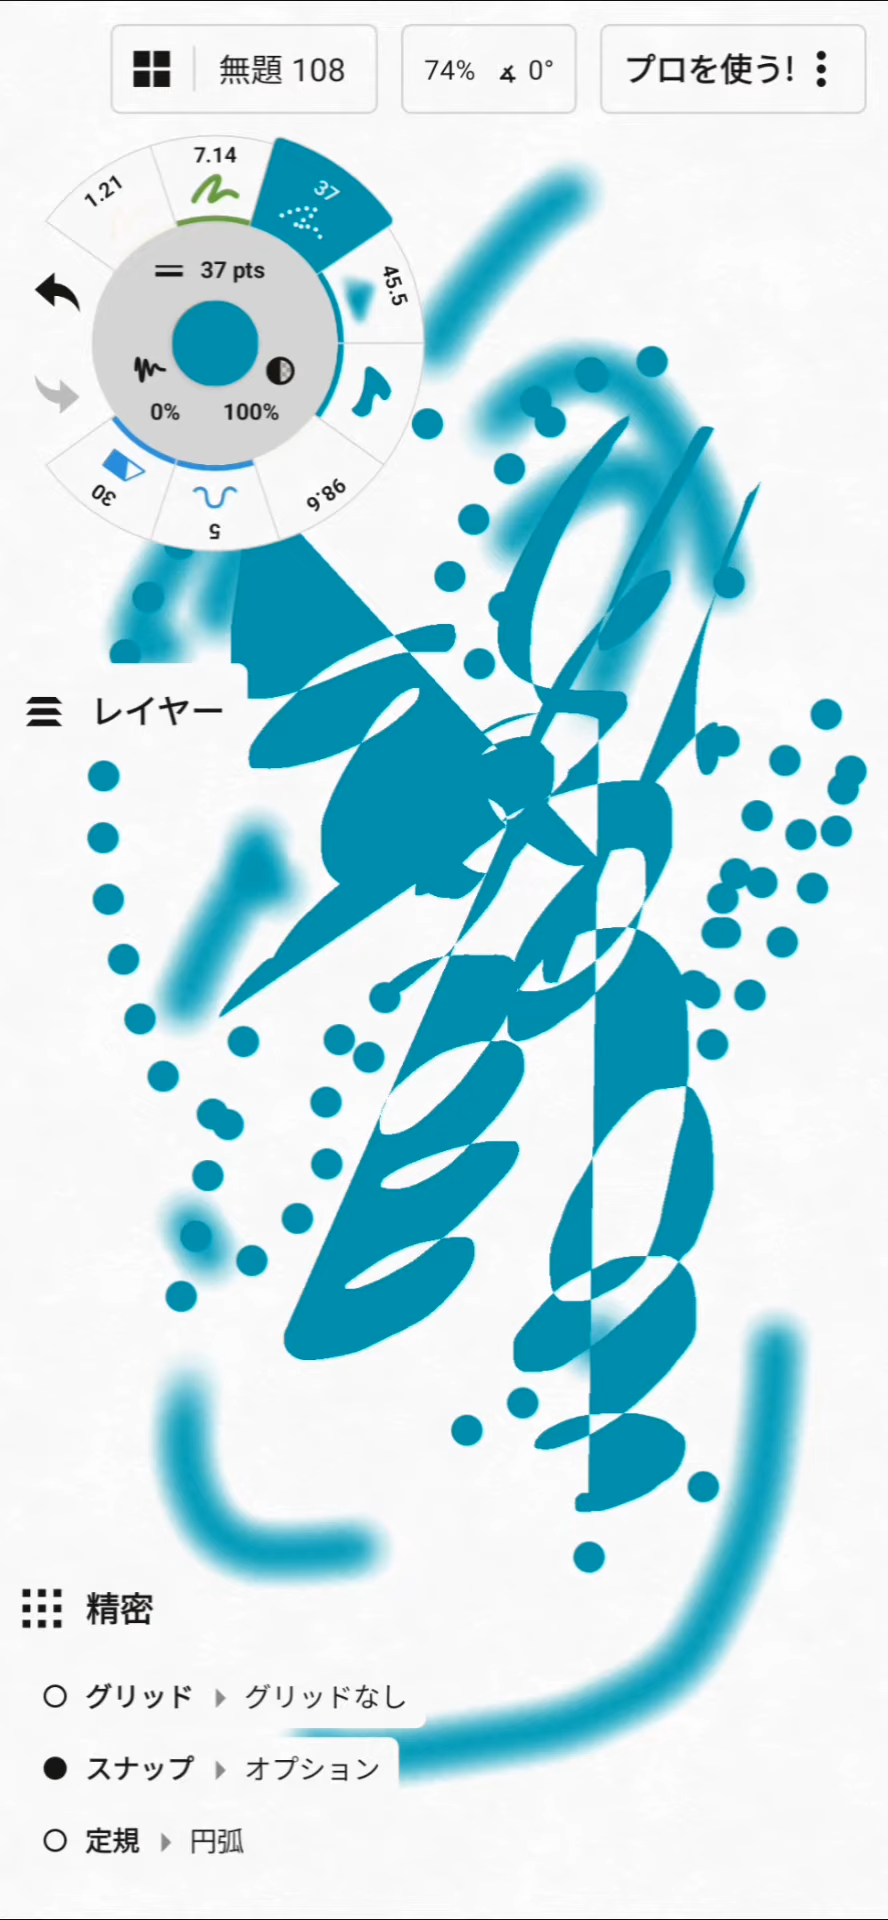 無題 108
74% 0°
プロを使う!
1.21
7.14
37
45.5
37 pts
0% 100%
30
5
98.6
レイヤー
精密
グリッド グリッドなし
スナップ オプション
定規 円弧